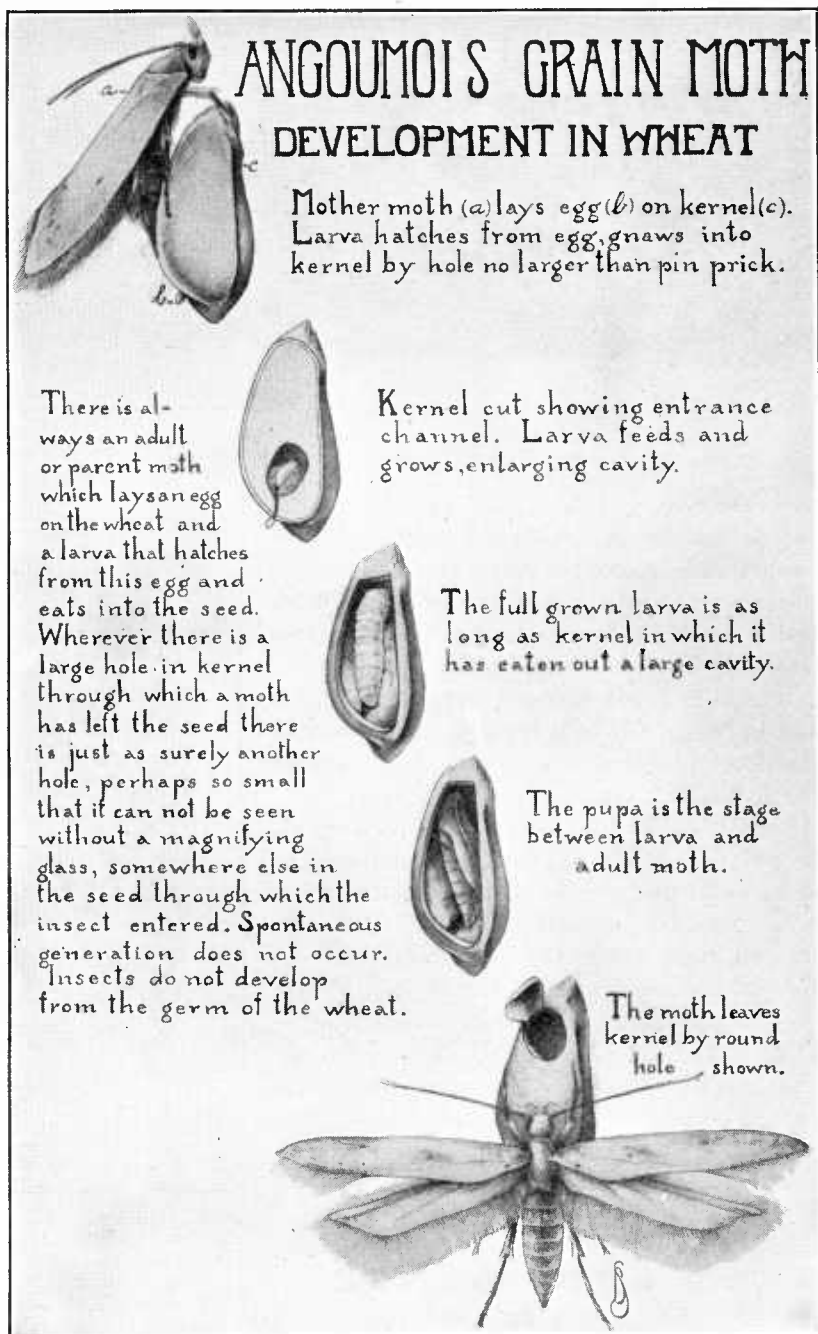 ANGOUMOIS GRAIN MOTH
DEVELOPMENT IN WHEAT
a
c
b
Mother moth (a) lays egg (b) on kernel (c).
Larva hatches from egg, gnaws into
kernel by hole no larger than pin prick.
Kernel cut showing entrance
channel. Larva feeds and
grows, enlarging cavity.
There is al-
ways an adult
or parent moth
which lays an egg
on the wheat and
a larva that hatches
from this egg and
eats into the seed.
Wherever there is a
large hole in kernel
through which a moth
has left the seed there
is just as surely another
hole, perhaps so small
that it can not be seen
without a magnifying
glass, somewhere else in
the seed through which the
insect entered. Spontaneous
generation does not occur.
Insects do not develop
from the germ of the wheat.
The full grown larva is as
long as kernel in which it
has eaten out a large cavity.
The pupa is the stage
between larva and
adult moth.
The moth leaves
kernel by round
hole shown.